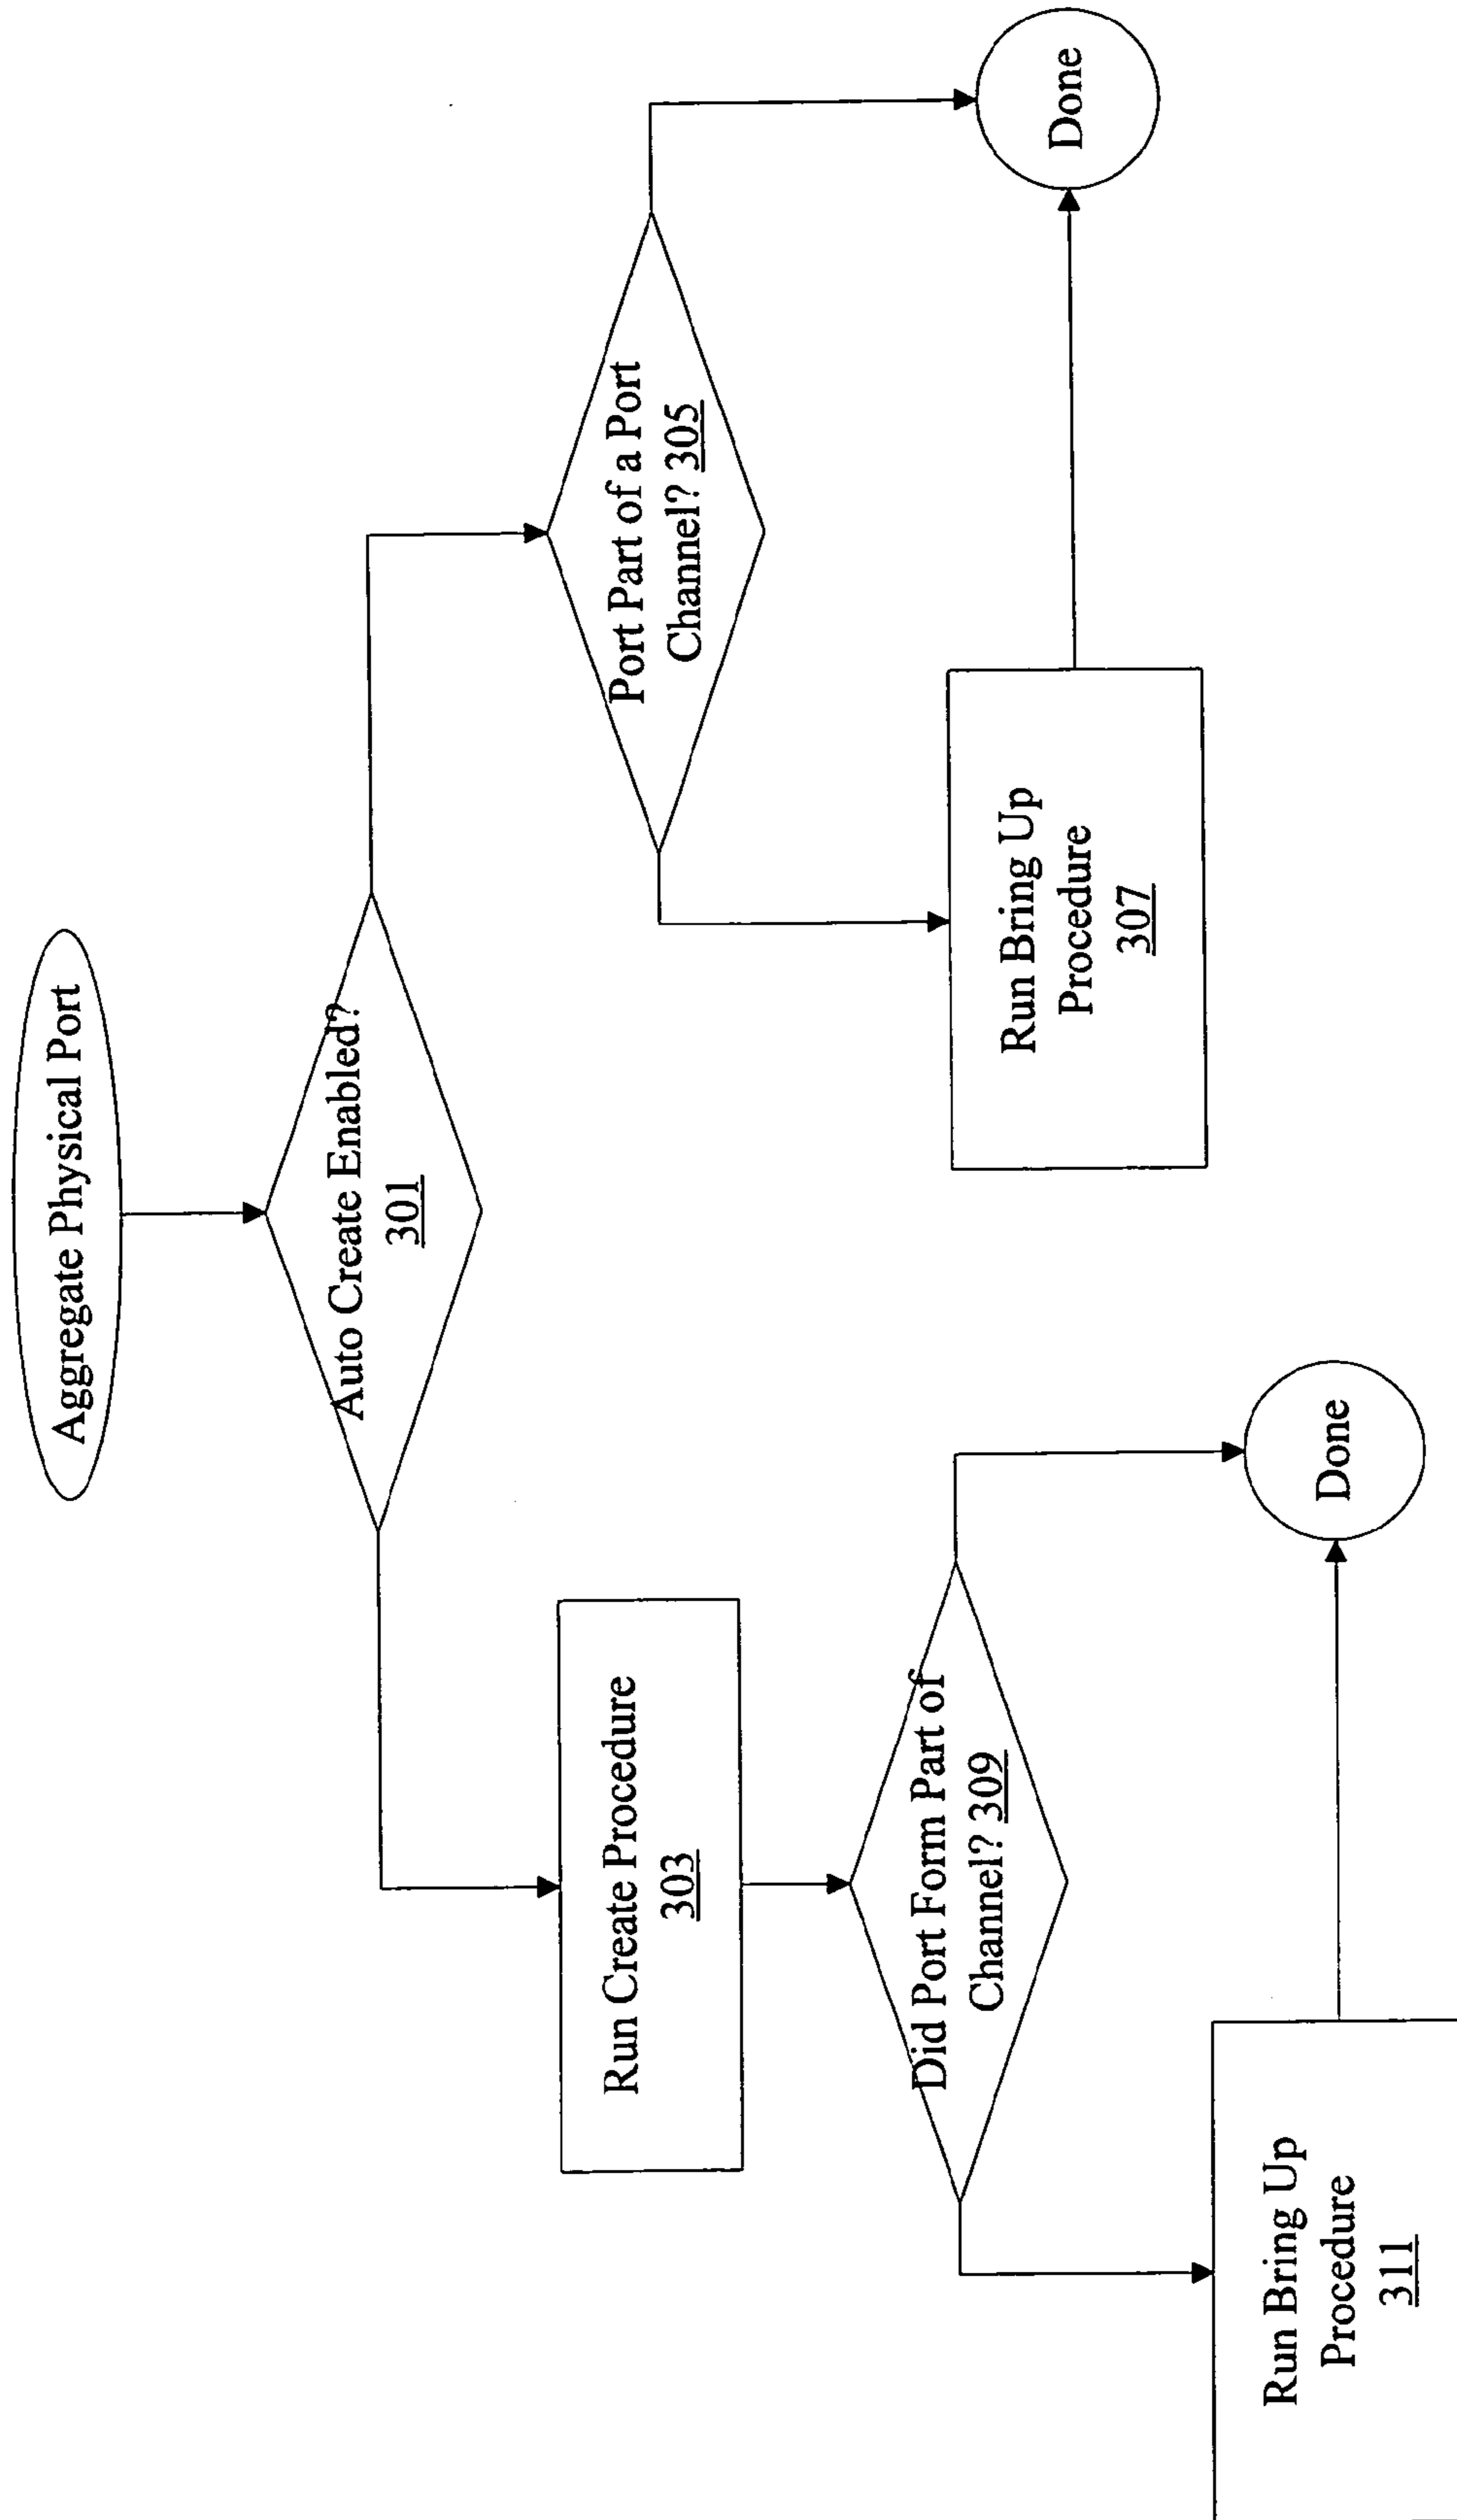 Aggregate Physical Port
Auto Create Enabled?
301
Run Create Procedure
303
Port Part of a Port
Channel? 305
Did Port Form Part of
Channel? 309
Run Bring Up
Procedure
307
Done
Run Bring Up
Procedure
311
Done